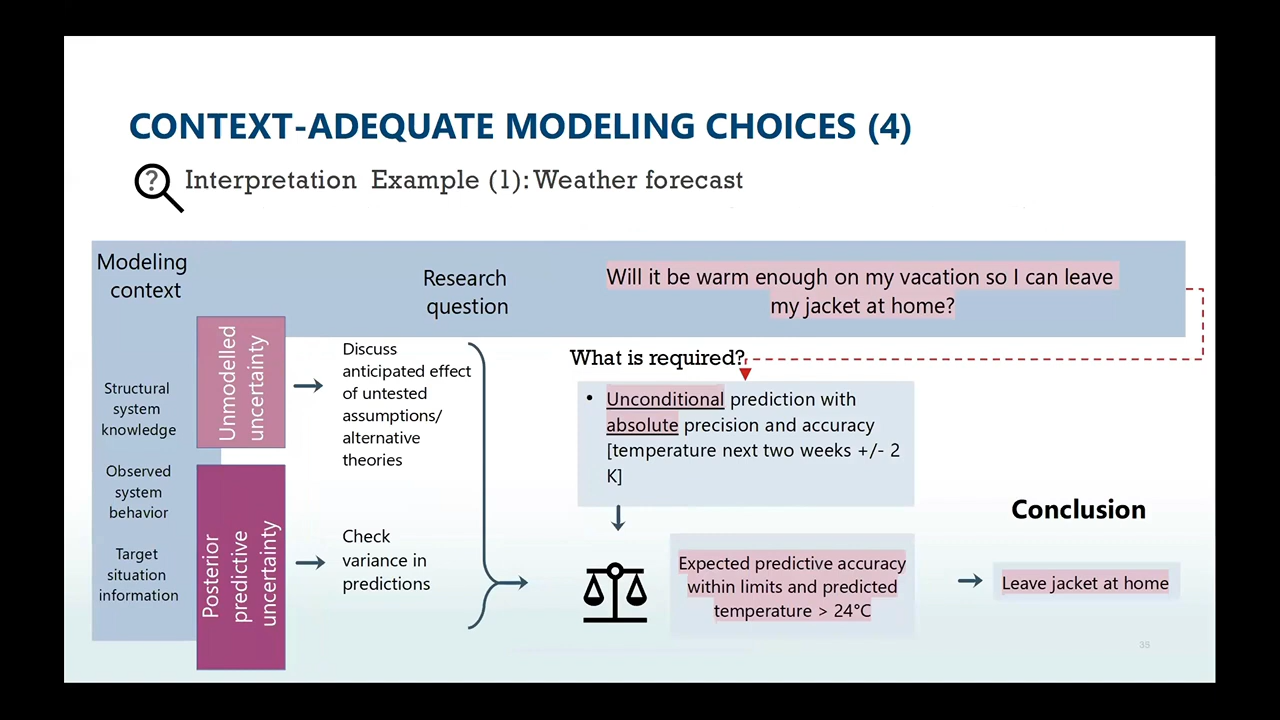 CONTEXT-ADEQUATE MODELING CHOICES (4)
?
Interpretation Example (1): Weather forecast
Modeling
context
Research
question
Will it be warm enough on my vacation so I can leave
my jacket at home?
Structural
system
knowledge
Observed
system
behavior
Target
situation
information
Unmodelled
uncertainty
Posterior
predictive
uncertainty
Discuss
anticipated effect
of untested
assumptions/
alternative
theories
Check
variance in
predictions
What is required?
• Unconditional prediction with
absolute precision and accuracy
[temperature next two weeks +/- 2
K]
Expected predictive accuracy
within limits and predicted
temperature > 24°C
Conclusion
Leave jacket at home
35